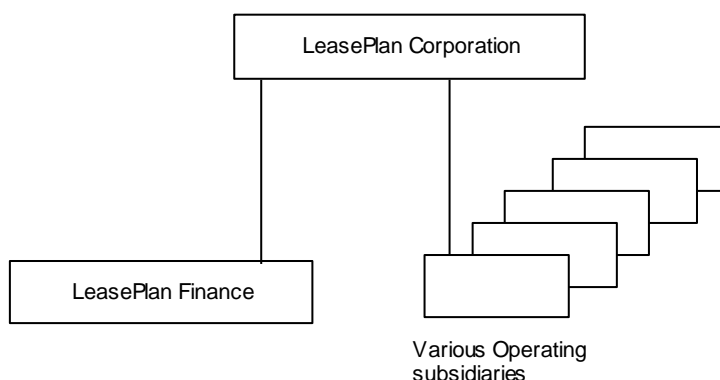 LeasePlan Corporation
LeasePlan Finance
Various Operating
subsidiaries